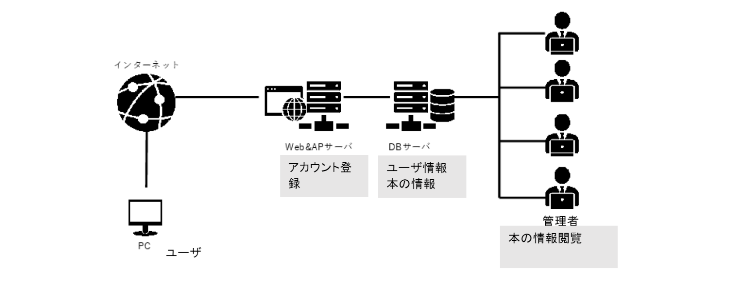 インターネット
Web&APサーバ
DBサーバ
アカウント登
録
ユーザ情報
本の情報
管理者
本の情報閲覧
PC
ユーザ